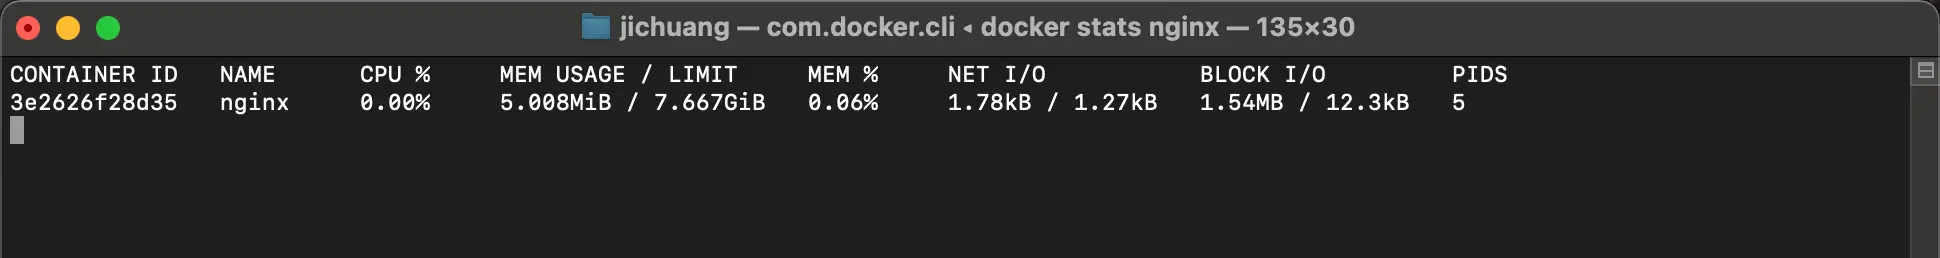 jichuang — com.docker.cli ◂ docker stats nginx — 135×30
CONTAINER ID   NAME      CPU %     MEM USAGE / LIMIT     MEM %     NET I/O           BLOCK I/O         PIDS
3e2626f28d35   nginx     0.00%     5.008MiB / 7.667GiB   0.06%     1.78kB / 1.27kB   1.54MB / 12.3kB   5